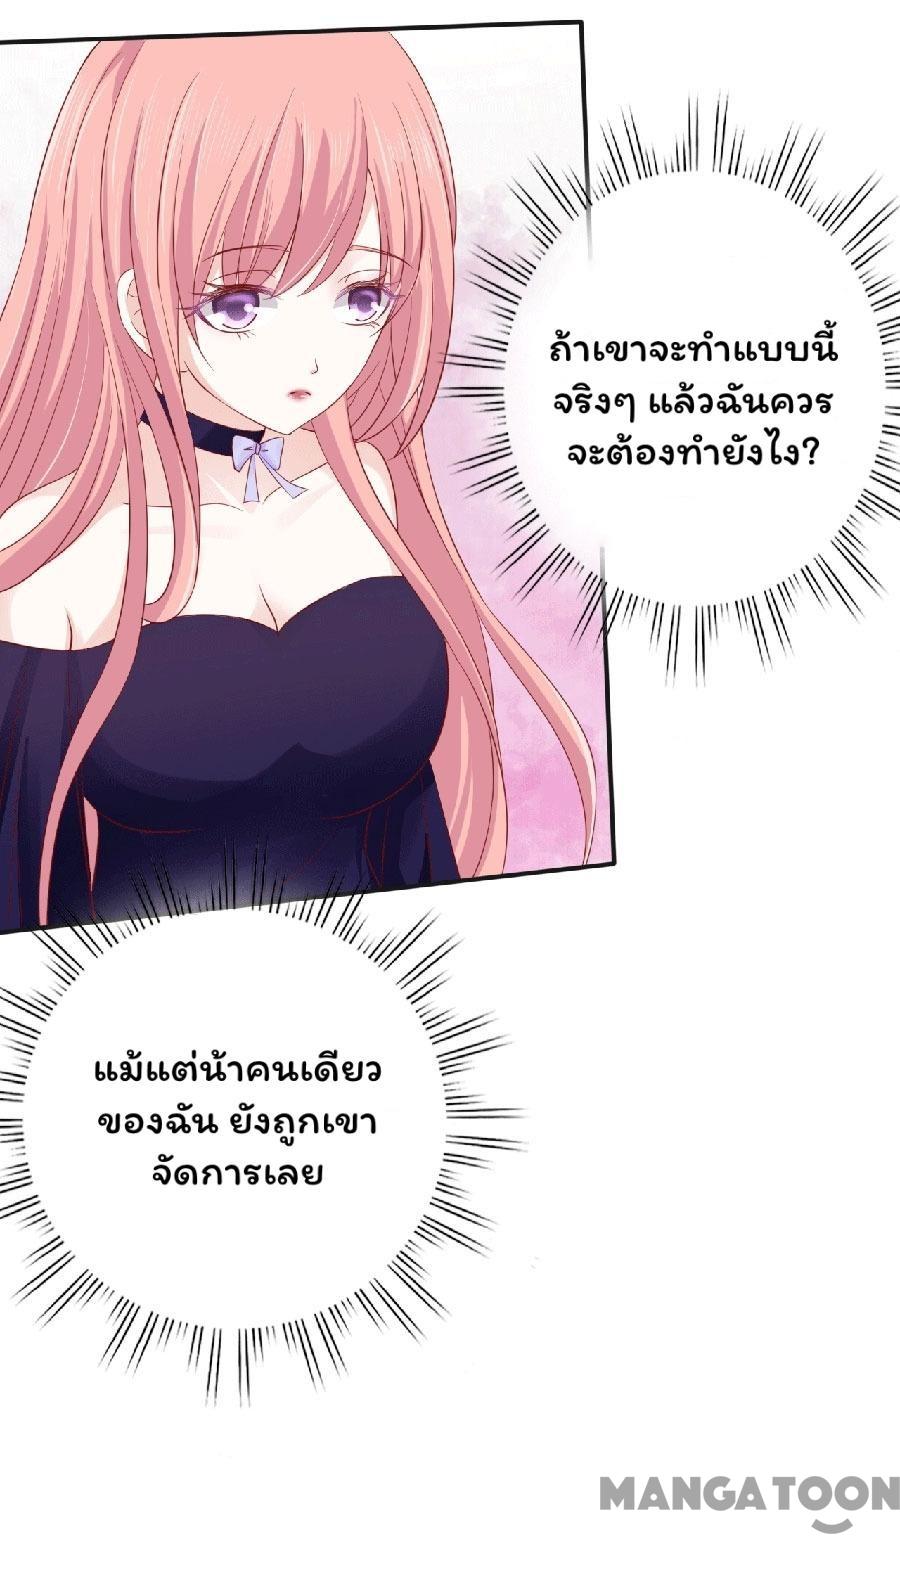 ถ้าเขาจะทำแบบนี้
จริงๆ แล้วฉันควร
จะต้องทำยังไง?
แม้แต่น้าคนเดียว
ของฉัน ยังถูกเขา
จัดการเลย
MANGATOON